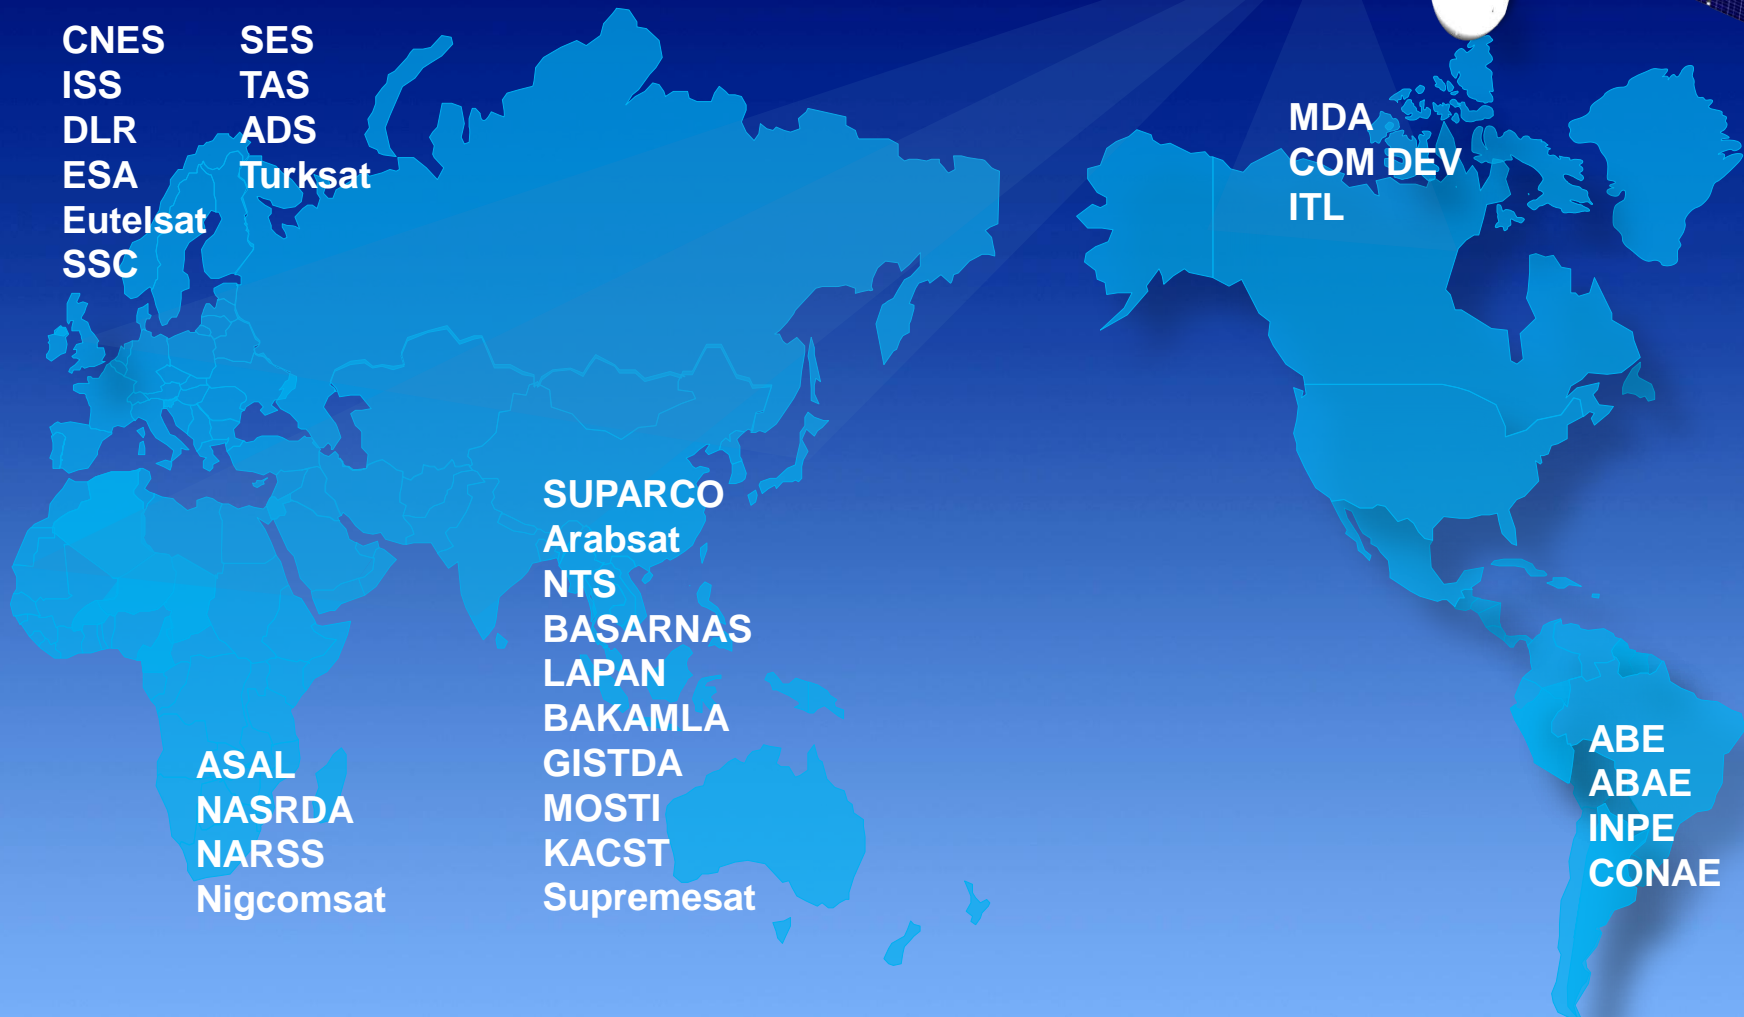 CNES
ISS
DLR
ESA
Eutelsat
SSC
SES
TAS
ADS
Turksat
MDA
COM DEV
ITL
SUPARCO
Arabsat
NTS
BASARNAS
LAPAN
BAKAMLA
GISTDA
MOSTI
KACST
Supremesat
ASAL
NASRDA
NARSS
Nigcomsat
ABE
ABAE
INPE
CONAE